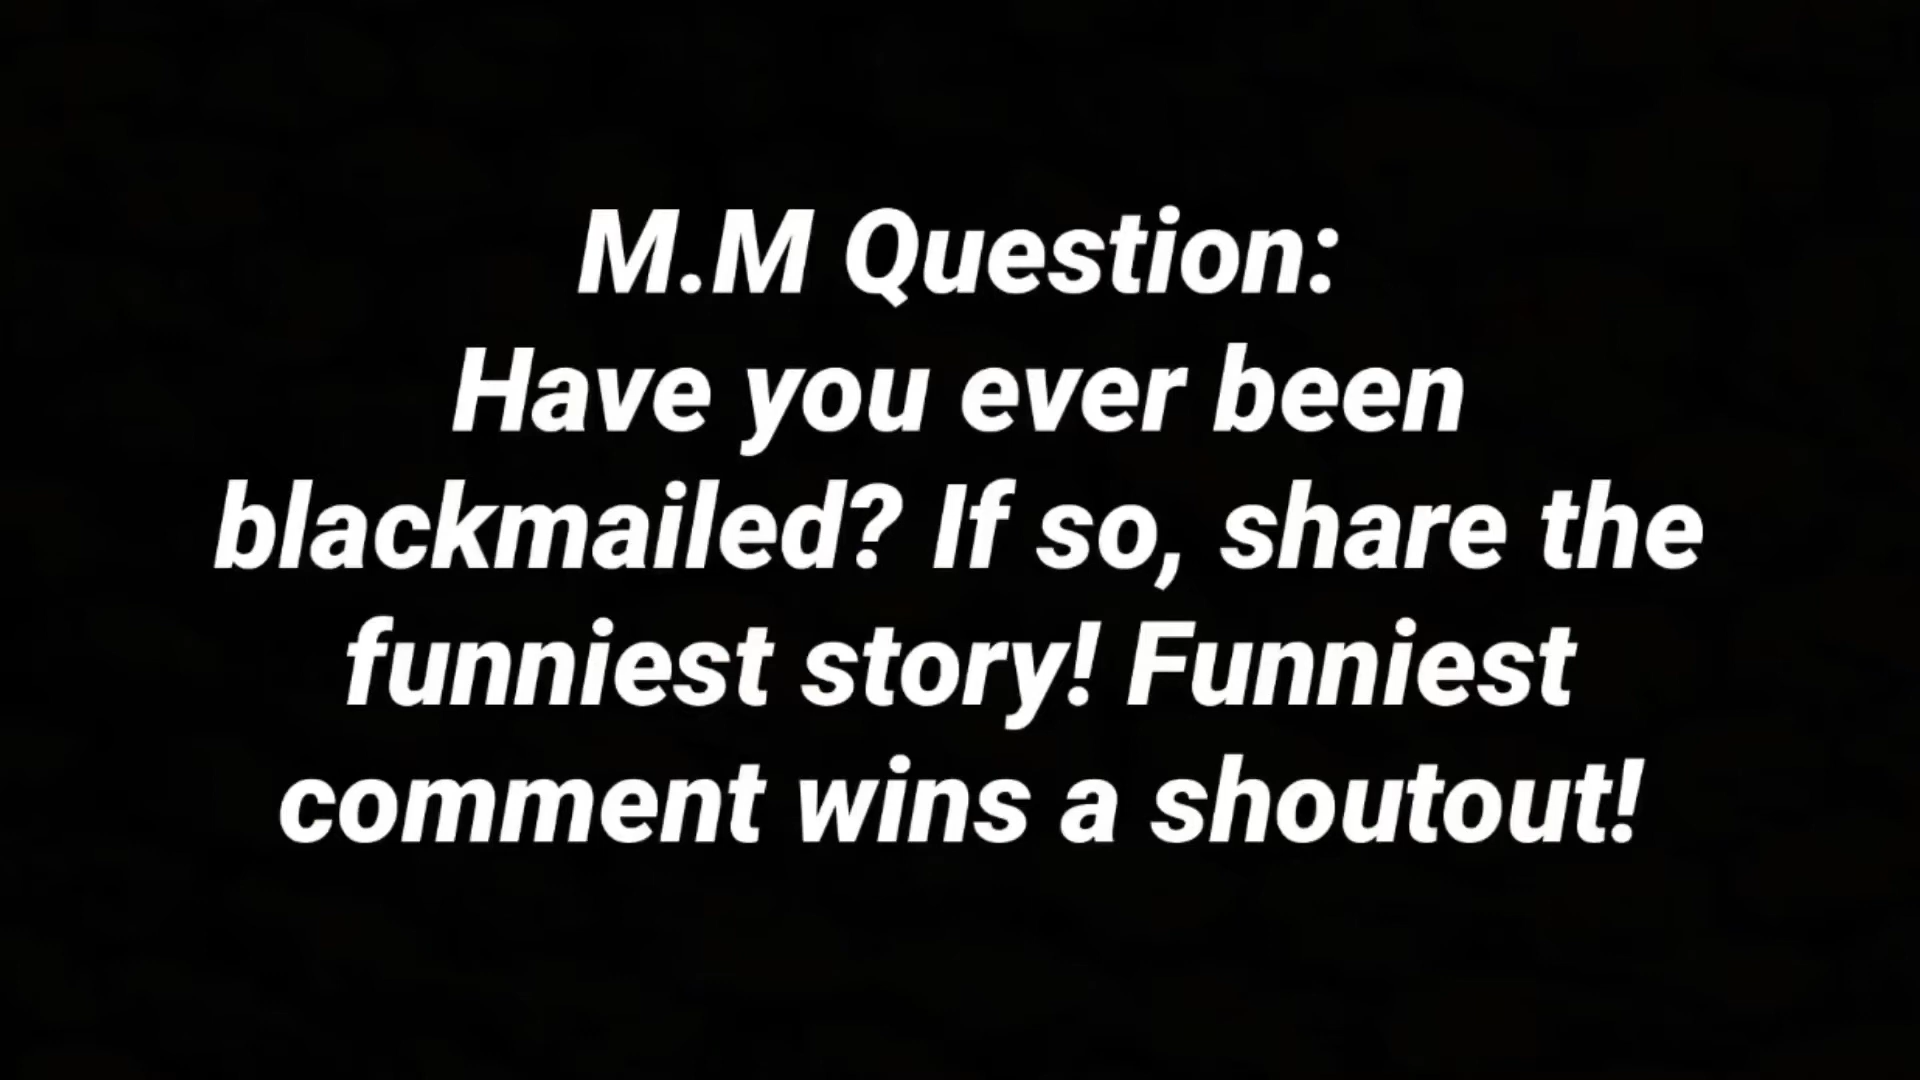 M.M Question:
Have you ever been
blackmailed? If so, share the
funniest story! Funniest
comment wins a shoutout!